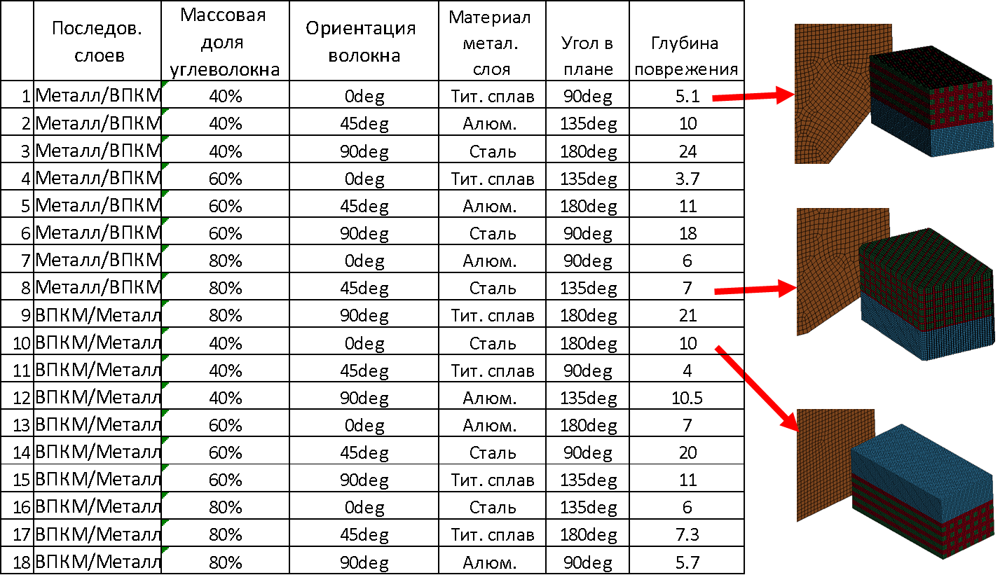 Последов. слоев Массовая доля углеволокна Ориентация волокна Материал метал. слоя Угол в плане Глубина поврежения
1 Металл/ВПКМ 40% 0deg Тит. сплав 90deg 5.1
2 Металл/ВПКМ 40% 45deg Алюм. 135deg 10
3 Металл/ВПКМ 40% 90deg Сталь 180deg 24
4 Металл/ВПКМ 60% 0deg Тит. сплав 135deg 3.7
5 Металл/ВПКМ 60% 45deg Алюм. 180deg 11
6 Металл/ВПКМ 60% 90deg Сталь 90deg 18
7 Металл/ВПКМ 80% 0deg Алюм. 90deg 6
8 Металл/ВПКМ 80% 45deg Сталь 135deg 7
9 ВПКМ/Металл 80% 90deg Тит. сплав 180deg 21
10 ВПКМ/Металл 40% 0deg Сталь 180deg 10
11 ВПКМ/Металл 40% 45deg Тит. сплав 90deg 4
12 ВПКМ/Металл 40% 90deg Алюм. 135deg 10.5
13 ВПКМ/Металл 60% 0deg Алюм. 180deg 7
14 ВПКМ/Металл 60% 45deg Сталь 90deg 20
15 ВПКМ/Металл 60% 90deg Тит. сплав 135deg 11
16 ВПКМ/Металл 80% 0deg Сталь 135deg 6
17 ВПКМ/Металл 80% 45deg Тит. сплав 180deg 7.3
18 ВПКМ/Металл 80% 90deg Алюм. 90deg 5.7